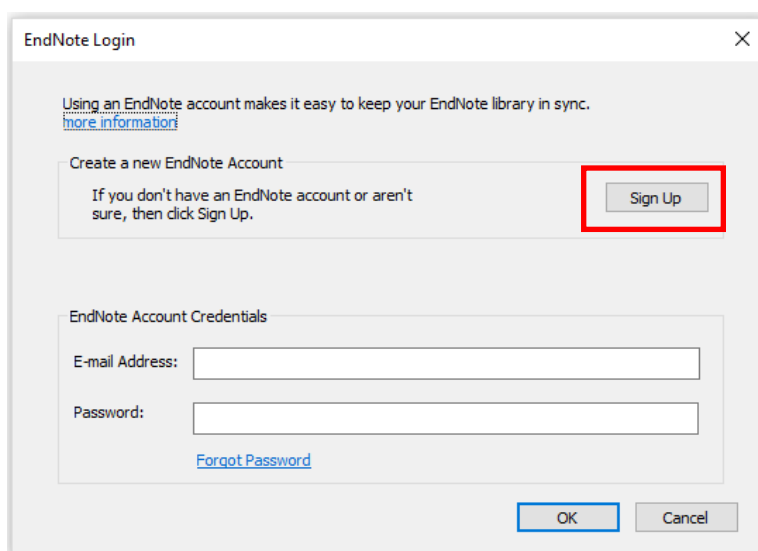 EndNote Login
Using an EndNote account makes it easy to keep your EndNote library in sync.
more information
Create a new EndNote Account
If you don't have an EndNote account or aren't
sure, then click Sign Up.
Sign Up
EndNote Account Credentials
E-mail Address:
Password:
Forgot Password
OK
Cancel